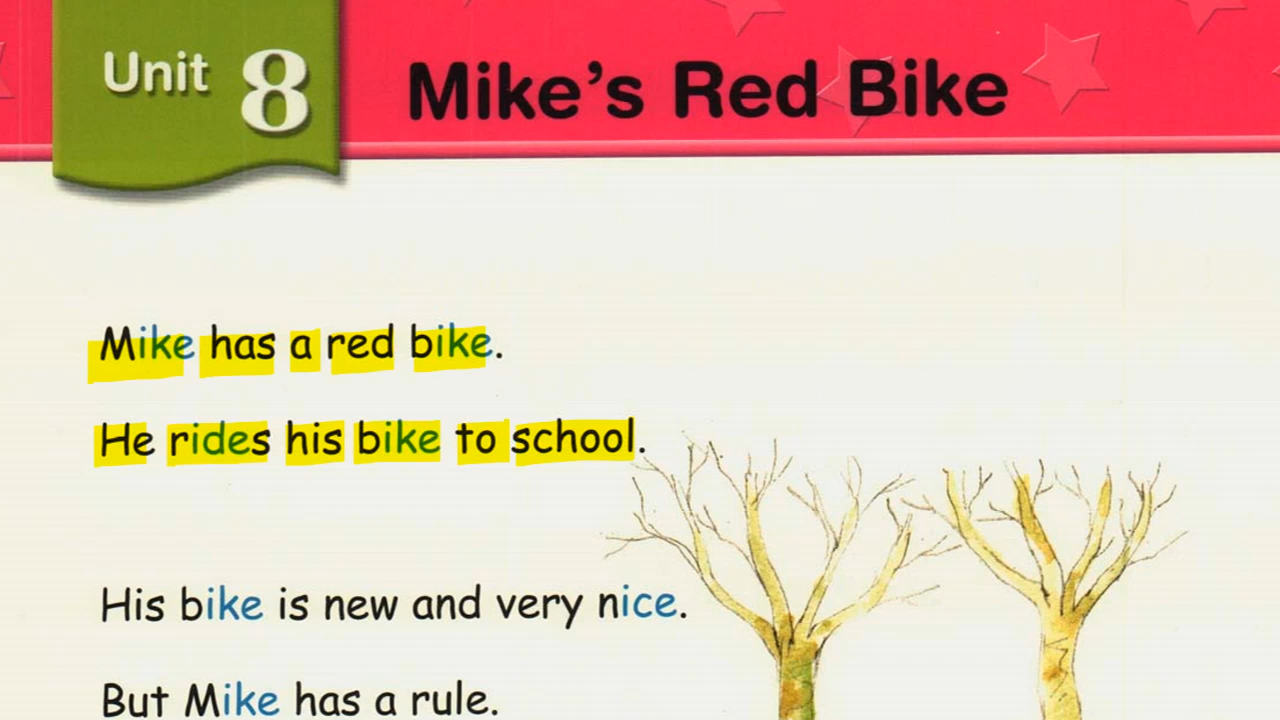 Unit 8
Mike's Red Bike
Mike has a red bike.
He rides his bike to school.
His bike is new and very nice.
But Mike has a rule.